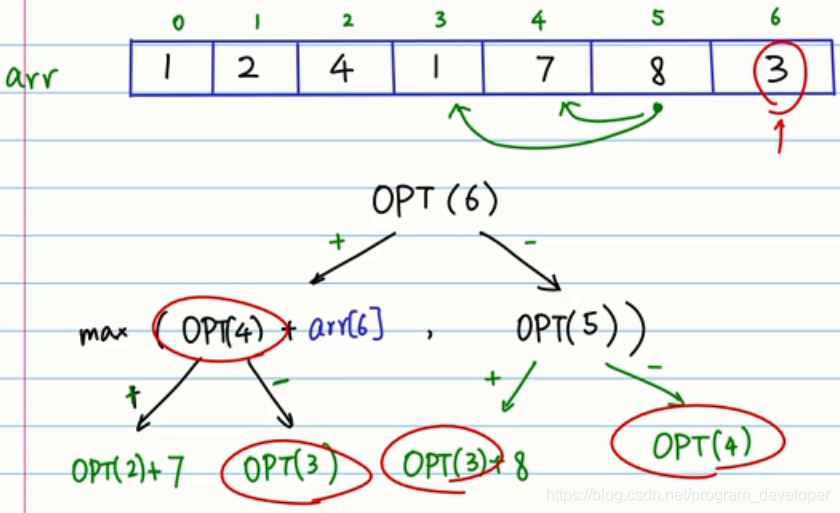 0 1 2 3 4 5 6
arr 1 2 4 1 7 8 3
OPT(6)
+ -
max (OPT(4) + arr[6] , OPT(5))
+ - + -
OPT(2)+7 OPT(3) OPT(3)+8 OPT(4)
https://blog.csdn.net/program_developer